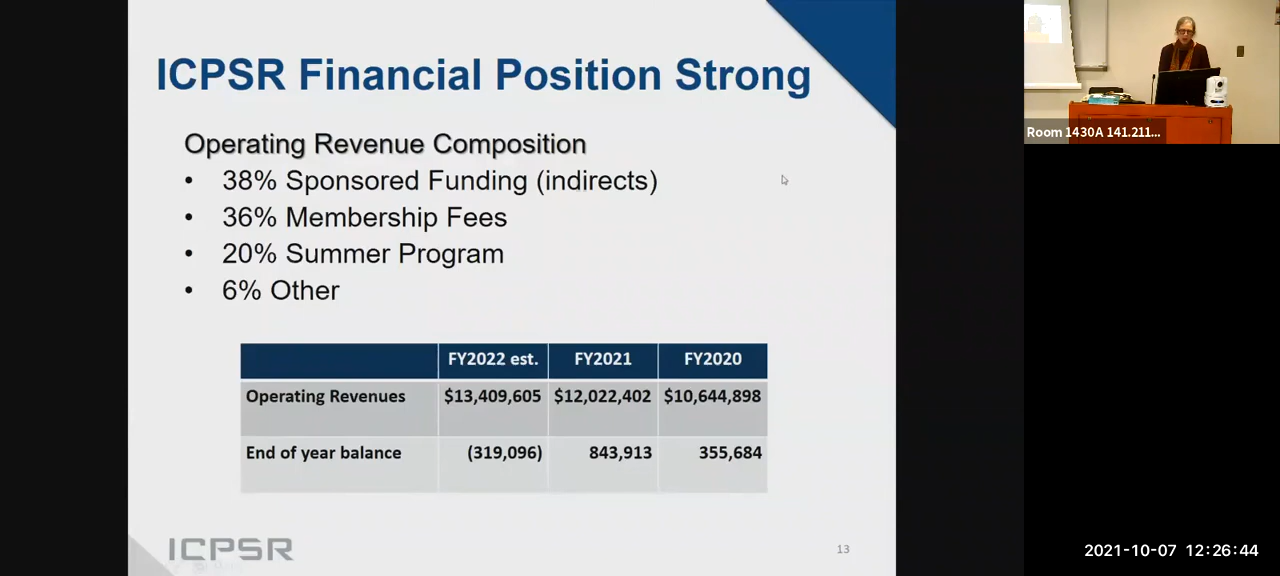 ICPSR Financial Position Strong
Operating Revenue Composition
• 38% Sponsored Funding (indirects)
• 36% Membership Fees
• 20% Summer Program
• 6% Other
FY2022 est. FY2021 FY2020
Operating Revenues $13,409,605 $12,022,402 $10,644,898
End of year balance (319,096) 843,913 355,684
ICPSR
13
Room 1430A 141.211...
2021-10-07 12:26:44